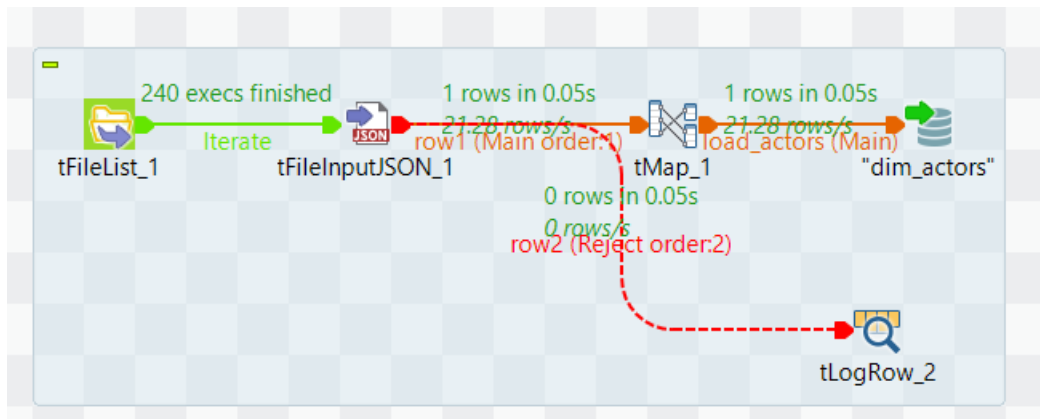 240 execs finished
Iterate
1 rows in 0.05s
21.28 rows/s
row1 (Main order:1)
1 rows in 0.05s
21.28 rows/s
load_actors (Main)
JSON
tFileList_1
tFileInputJSON_1
tMap_1
"dim_actors"
0 rows in 0.05s
0 rows/s
row2 (Reject order:2)
tLogRow_2